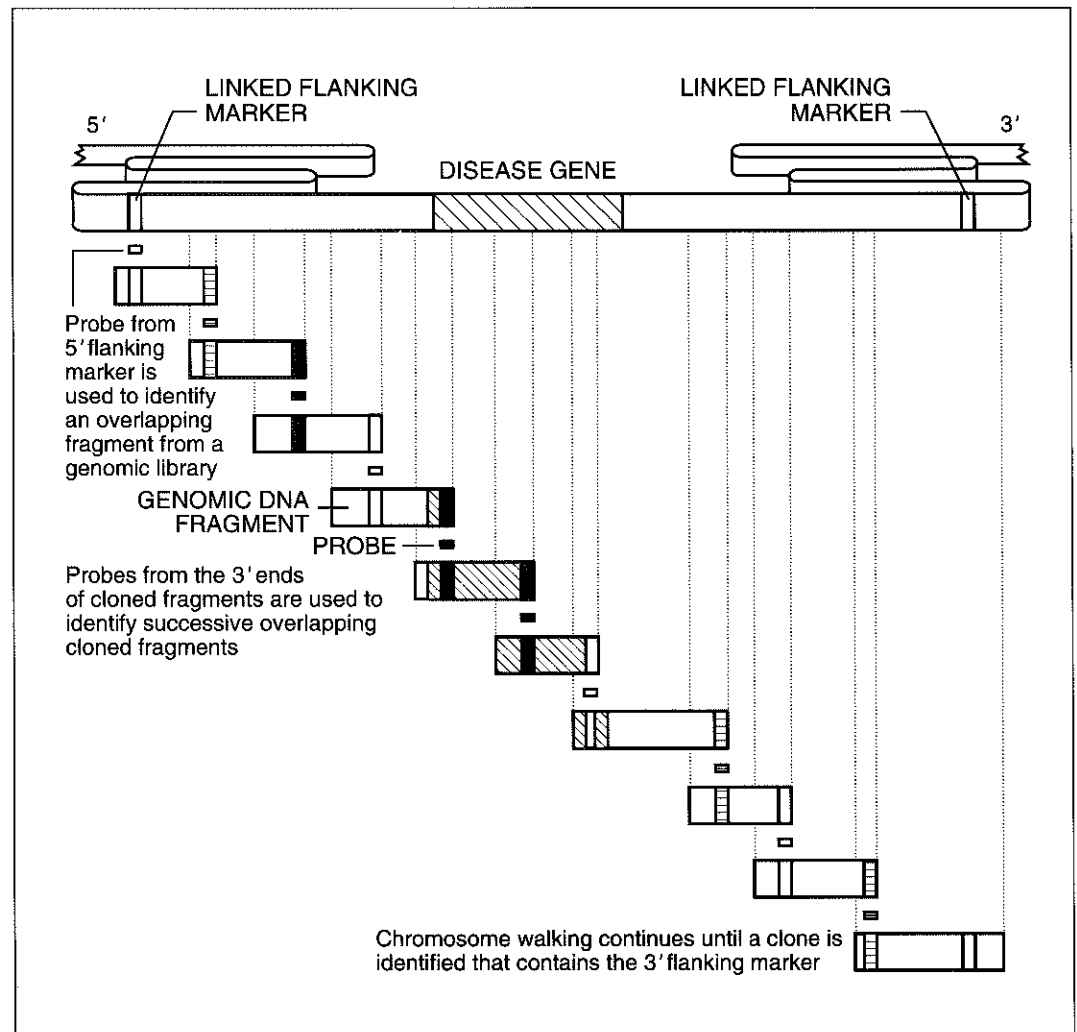 LINKED FLANKING
MARKER
LINKED FLANKING
MARKER
5'
3'
DISEASE GENE
Probe from
5' flanking
marker is
used to identify
an overlapping
fragment from a
genomic library
GENOMIC DNA
FRAGMENT
PROBE
Probes from the 3' ends
of cloned fragments are used to
identify successive overlapping
cloned fragments
Chromosome walking continues until a clone is
identified that contains the 3' flanking marker